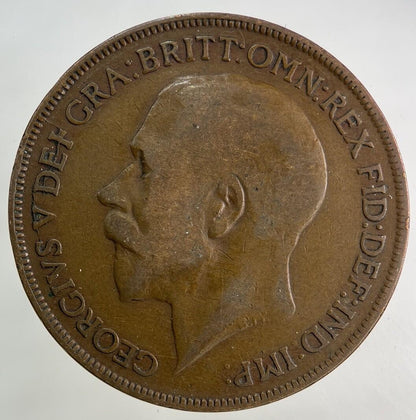 GEORGIVS V DEI GRA: BRITT: OMN: REX FID: DEF: IND: IMP: